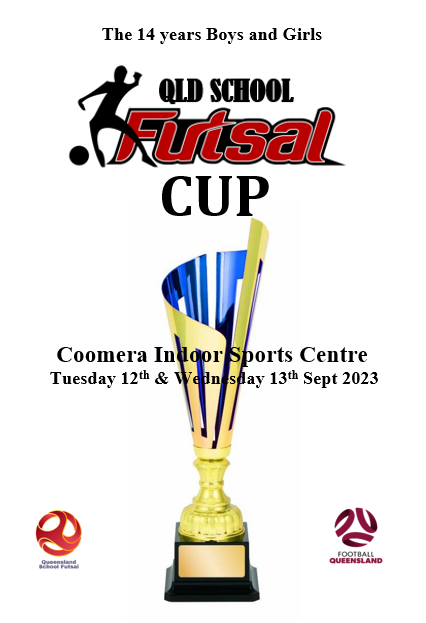 The 14 years Boys and Girls
QLD SCHOOL
Futsal
CUP
Coomera Indoor Sports Centre
Tuesday 12th & Wednesday 13th Sept 2023
Queensland
School Futsal
FOOTBALL
QUEENSLAND